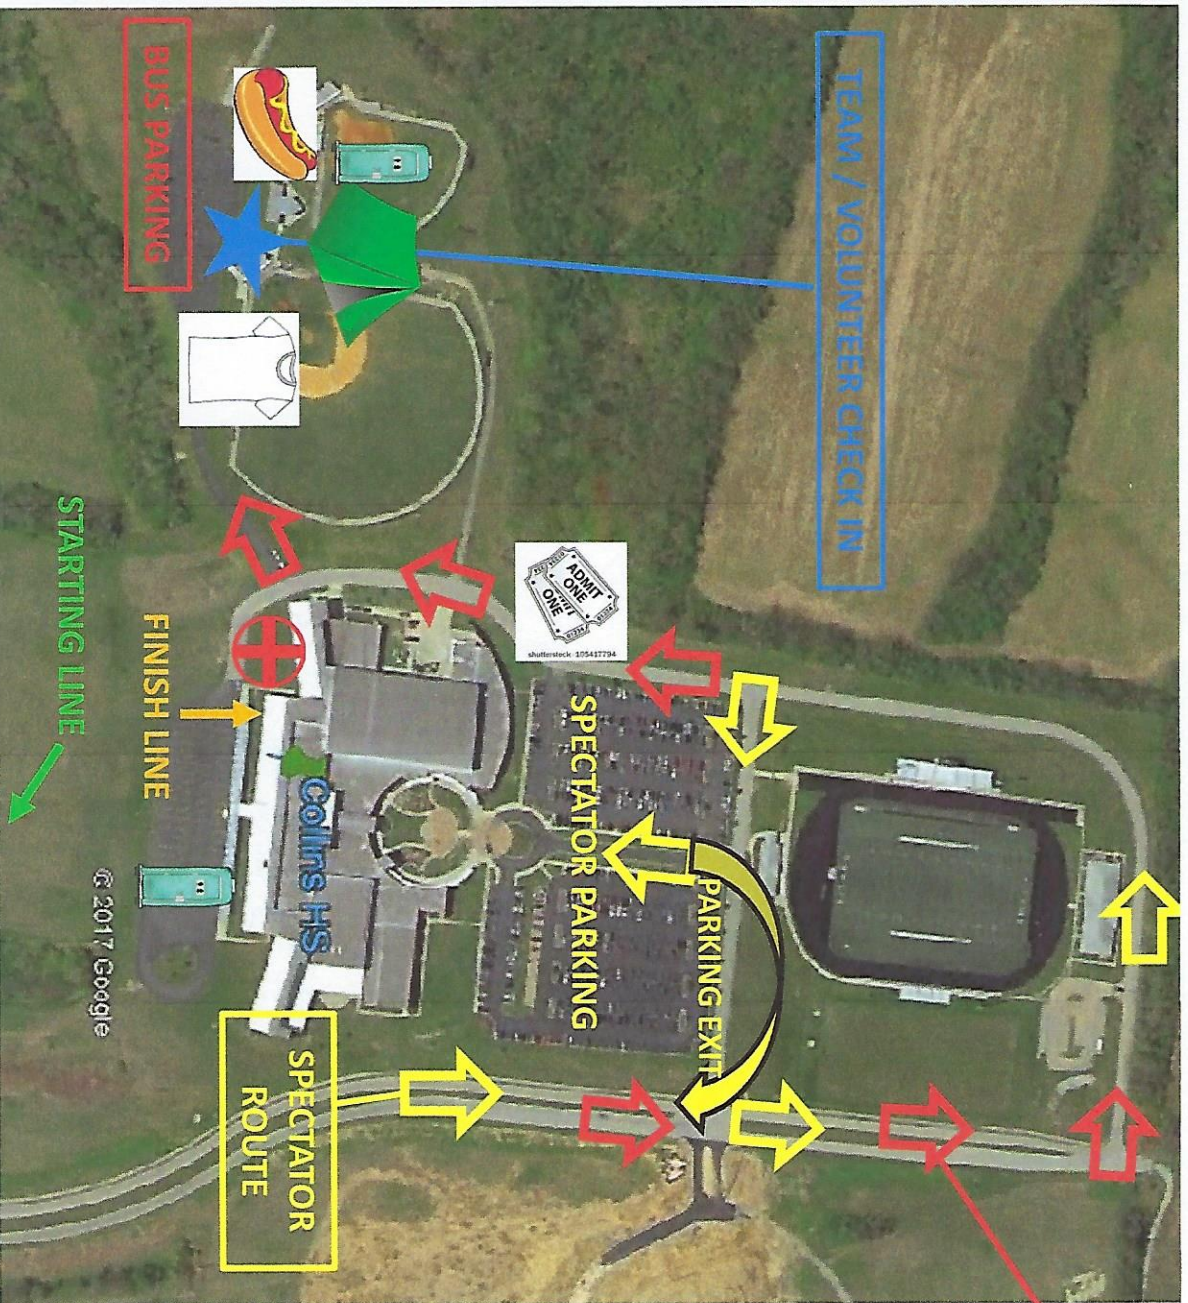 TEAM / VOLUNTEER CHECK IN
BUS PARKING
ADMIT
ONE
ADMIT
ONE
shutterstock · 105417794
SPECTATOR PARKING
PARKING EXIT
STARTING LINE
FINISH LINE
Collins HS
SPECTATOR
ROUTE
© 2017 Google